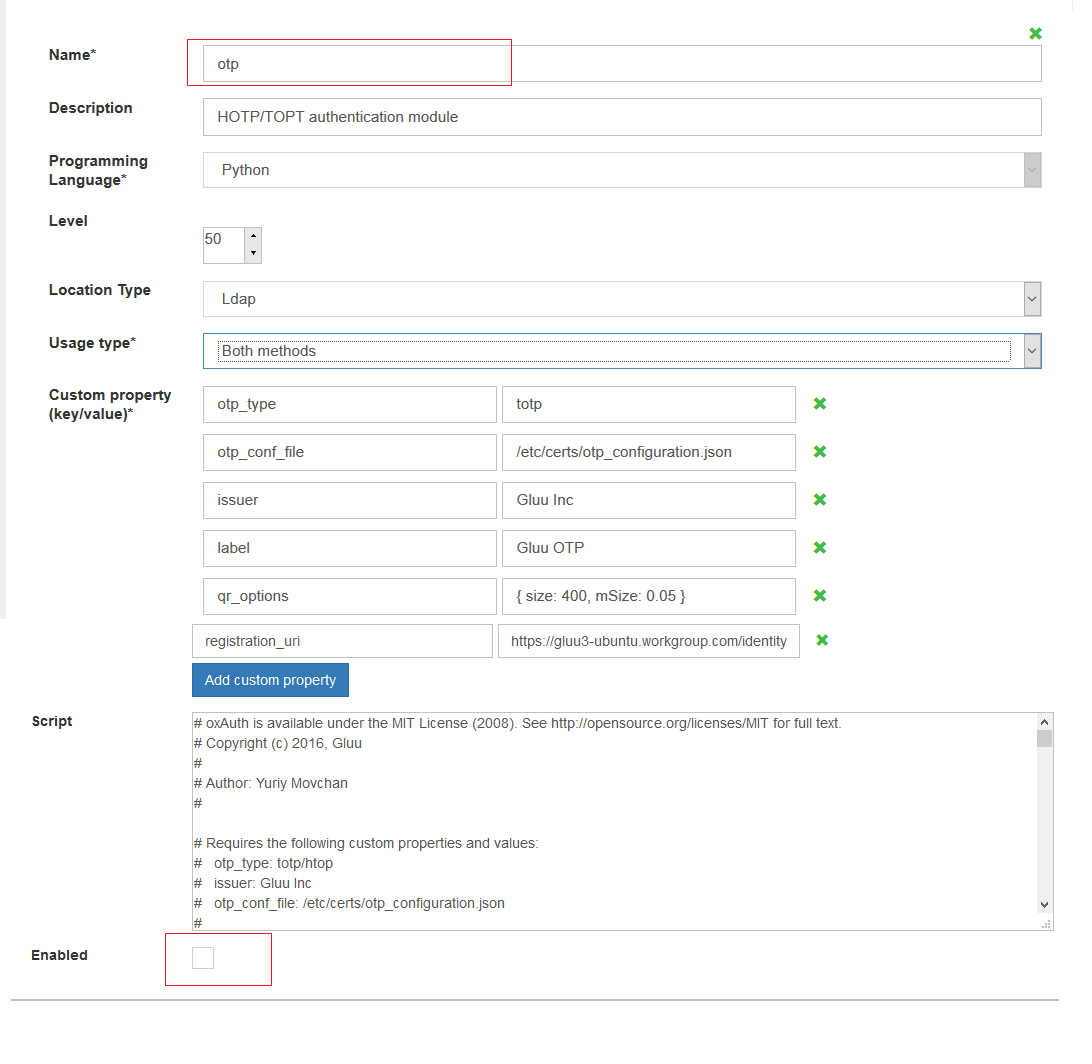 Name*
otp
Description
HOTP/TOPT authentication module
Programming
Language*
Python
Level
50
Location Type
Ldap
Usage type*
Both methods
Custom property
(key/value)*
otp_type totp
otp_conf_file /etc/certs/otp_configuration.json
issuer Gluu Inc
label Gluu OTP
qr_options { size: 400, mSize: 0.05 }
registration_uri https://gluu3-ubuntu.workgroup.com/identity
Add custom property
Script
# oxAuth is available under the MIT License (2008). See http://opensource.org/licenses/MIT for full text.
# Copyright (c) 2016, Gluu
#
# Author: Yuriy Movchan
#
# Requires the following custom properties and values:
# otp_type: totp/htop
# issuer: Gluu Inc
# otp_conf_file: /etc/certs/otp_configuration.json
#
Enabled